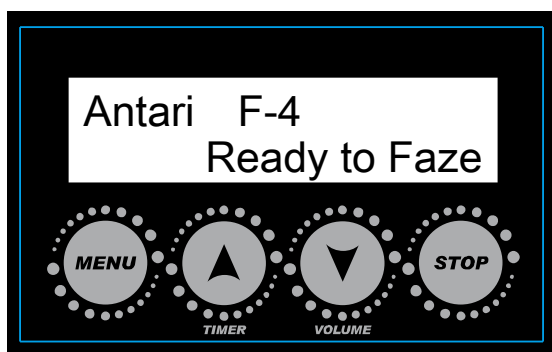 Antari F-4
Ready to Faze
MENU
STOP
TIMER
VOLUME